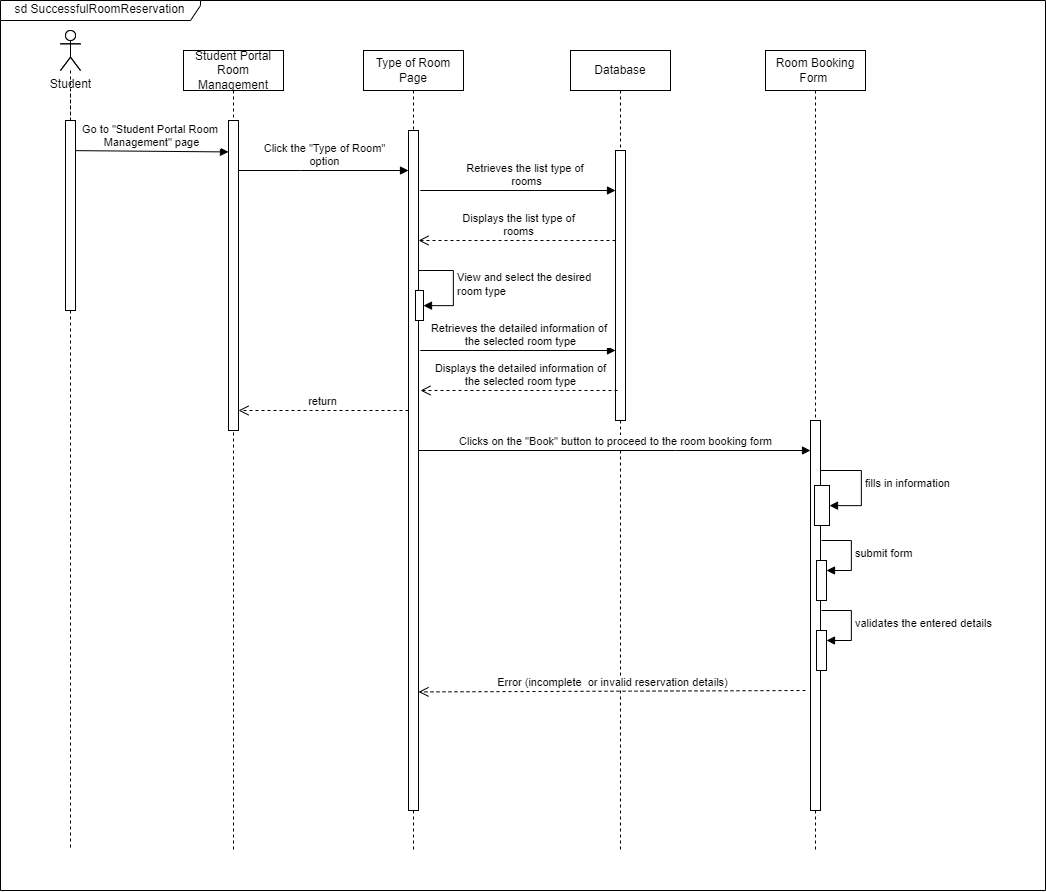 sd SuccessfulRoomReservation
Student
Student Portal
Room
Management
Type of Room
Page
Database
Room Booking
Form
Go to "Student Portal Room
Management" page
Click the "Type of Room"
option
Retrieves the list type of
rooms
Displays the list type of
rooms
View and select the desired
room type
Retrieves the detailed information of
the selected room type
Displays the detailed information of
the selected room type
return
Clicks on the "Book" button to proceed to the room booking form
fills in information
submit form
validates the entered details
Error (incomplete  or invalid reservation details)